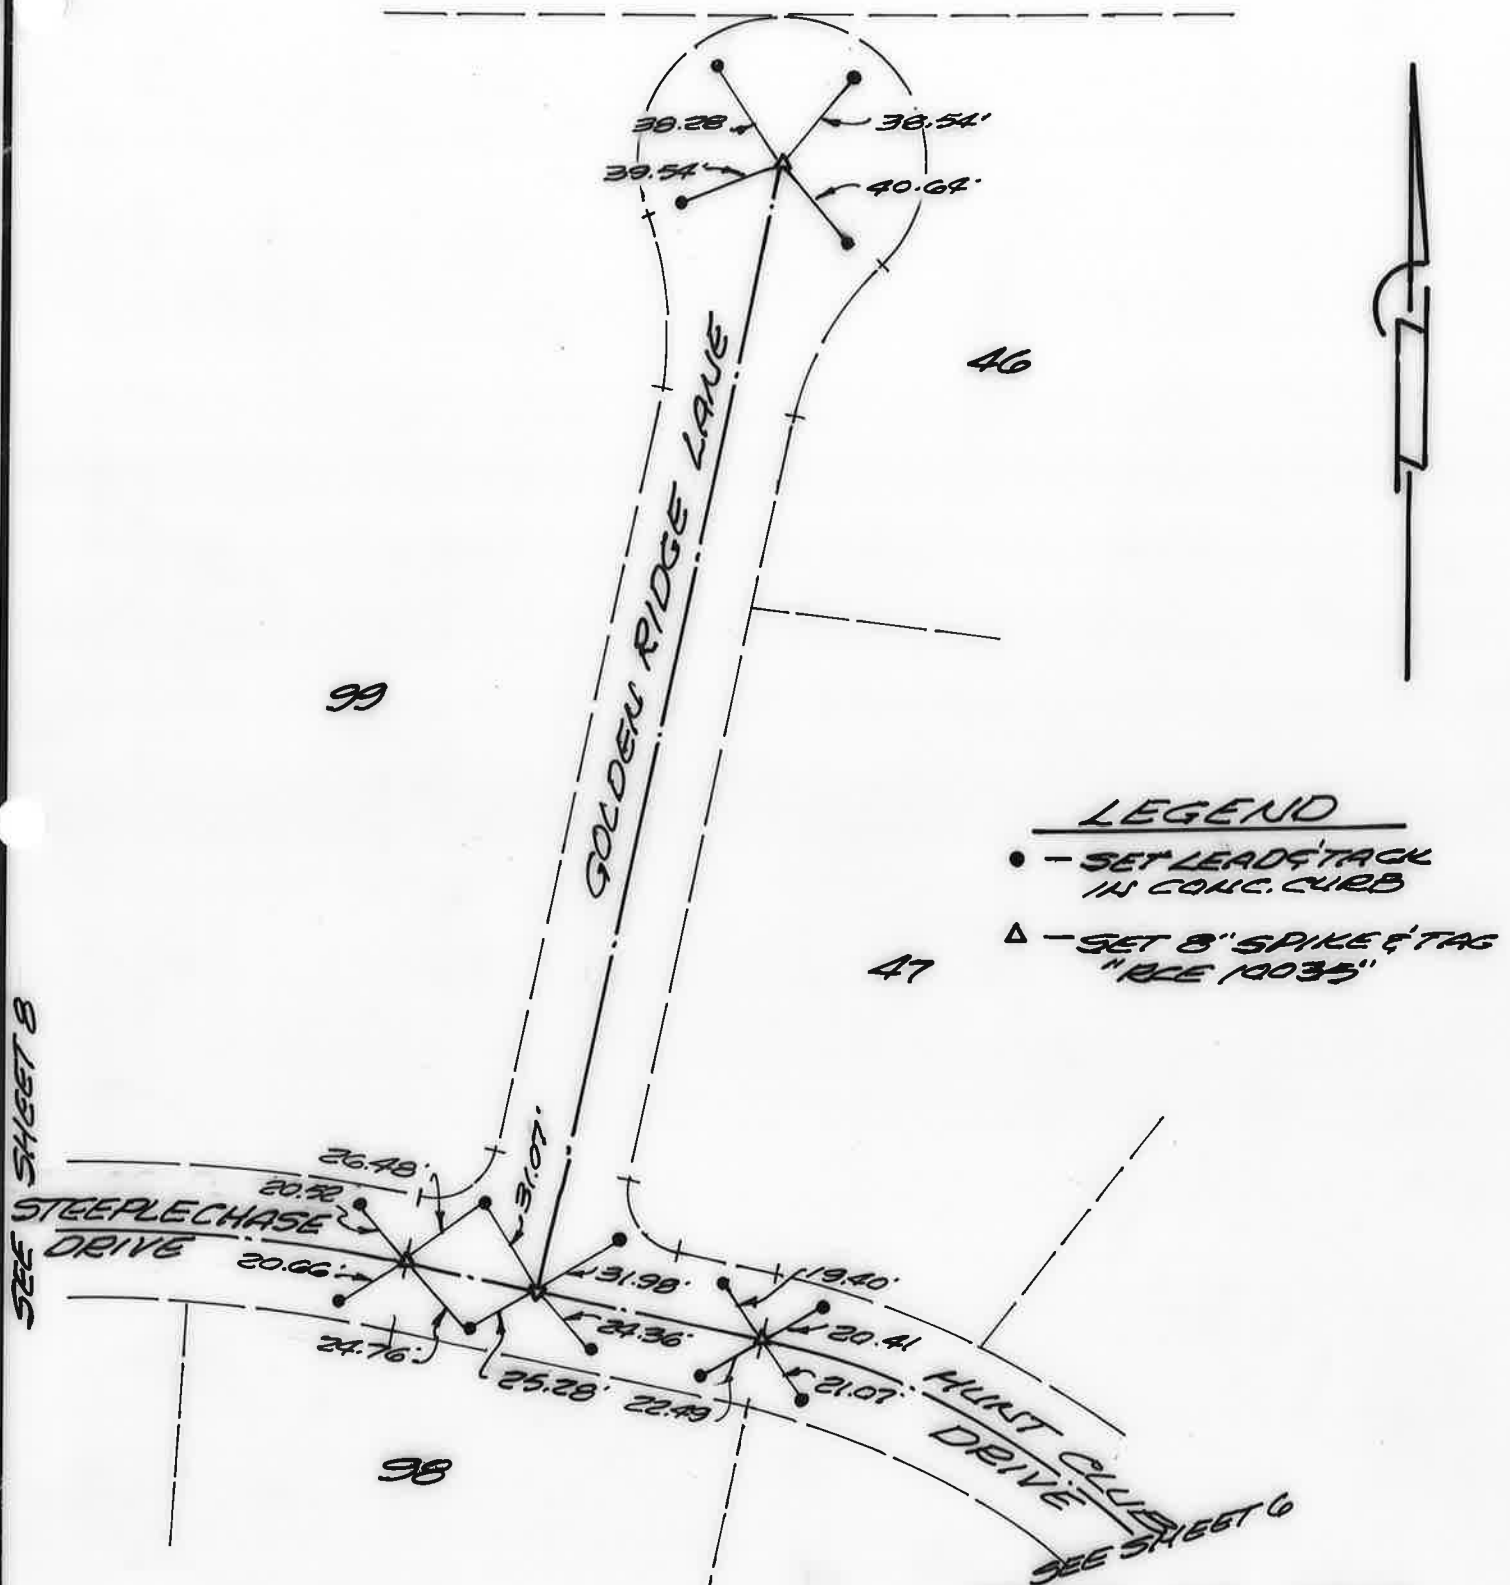 39.28
38.54'
39.54'
40.64'
46
GOLDEN RIDGE LANE
99
LEGEND
● - SET LEAD & TACK
IN CONC. CURB
△ - SET 8" SPIKE & TAG
"RCE 10035"
47
SEE SHEET 8
26.48'
31.07'
20.52
STEEPLECHASE
DRIVE
20.66'
31.98'
19.40'
24.76'
24.36'
20.41
25.28'
22.49
21.07'
HUNT CLUB
DRIVE
98
SEE SHEET 6